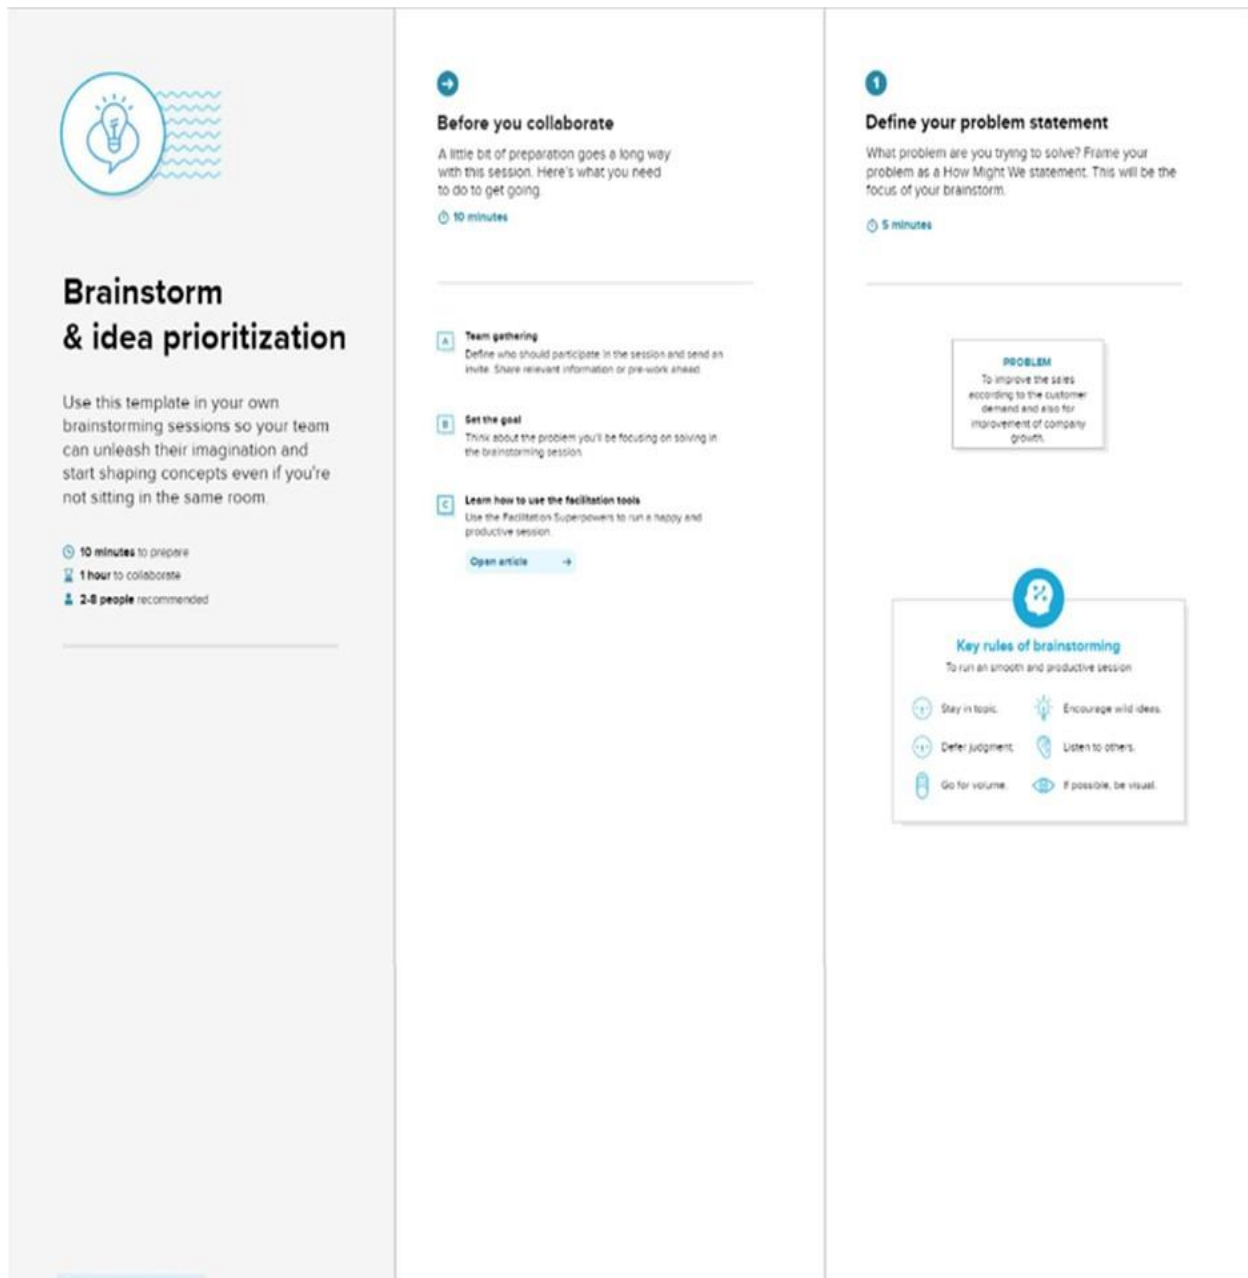 Brainstorm
& idea prioritization
Use this template in your own
brainstorming sessions so your team
can unleash their imagination and
start shaping concepts even if you're
not sitting in the same room.
10 minutes to prepare
1 hour to collaborate
2-8 people recommended
Before you collaborate
A little bit of preparation goes a long way
with this session. Here's what you need
to do to get going.
10 minutes
A
Team gathering
Define who should participate in the session and send an
invite. Share relevant information or pre-work ahead.
B
Set the goal
Think about the problem you'll be focusing on solving in
the brainstorming session.
C
Learn how to use the facilitation tools
Use the Facilitation Superpowers to run a happy and
productive session.
Open article
1
Define your problem statement
What problem are you trying to solve? Frame your
problem as a How Might We statement. This will be the
focus of your brainstorm.
5 minutes
PROBLEM
To improve the sales
according to the customer
demand and also for
improvement of company
growth.
Key rules of brainstorming
To run an smooth and productive session
Stay in topic.
Encourage wild ideas.
Defer judgment.
Listen to others.
Go for volume.
If possible, be visual.